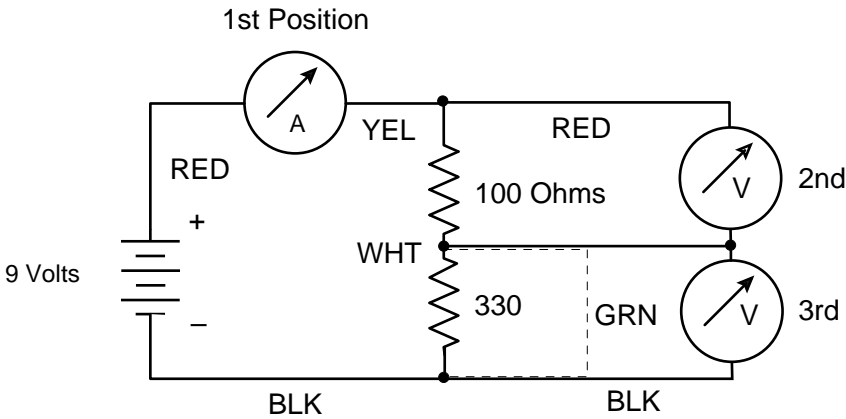 1st Position
A
YEL
RED
RED
V
2nd
+
100 Ohms
WHT
9 Volts
330
GRN
V
3rd
–
BLK
BLK